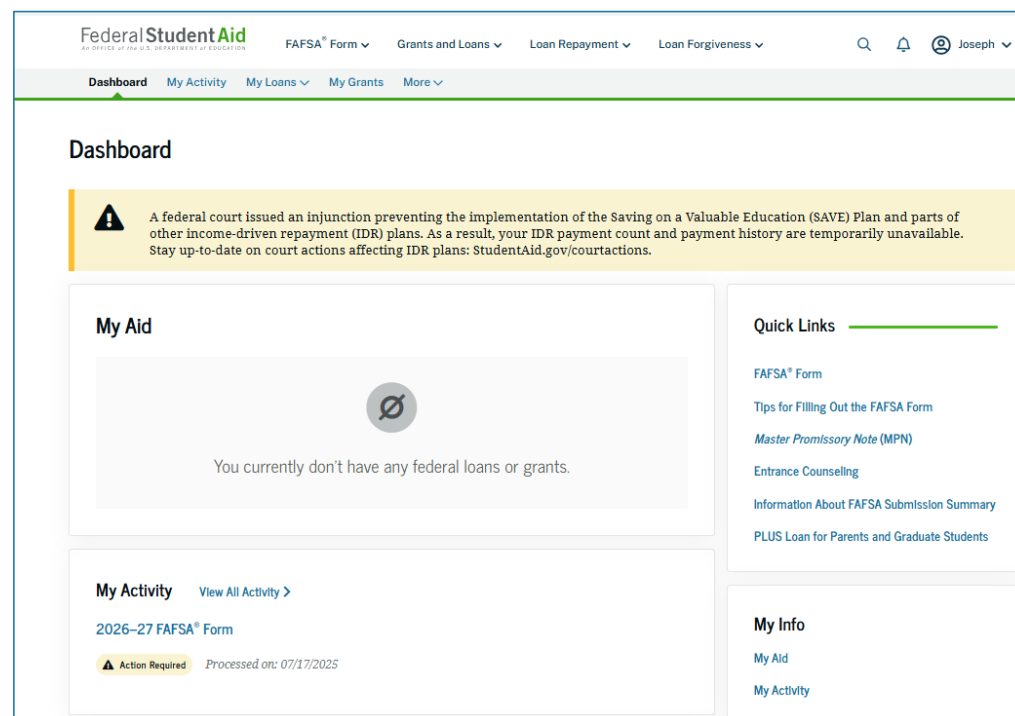 Federal Student Aid
An OFFICE of the U.S. DEPARTMENT of EDUCATION
FAFSA® Form
Grants and Loans
Loan Repayment
Loan Forgiveness
Joseph
Dashboard
My Activity
My Loans
My Grants
More
Dashboard
A federal court issued an injunction preventing the implementation of the Saving on a Valuable Education (SAVE) Plan and parts of
other income-driven repayment (IDR) plans. As a result, your IDR payment count and payment history are temporarily unavailable.
Stay up-to-date on court actions affecting IDR plans: StudentAid.gov/courtactions.
My Aid
You currently don't have any federal loans or grants.
My Activity
View All Activity
2026–27 FAFSA® Form
Action Required
Processed on: 07/17/2025
Quick Links
FAFSA® Form
Tips for Filling Out the FAFSA Form
Master Promissory Note (MPN)
Entrance Counseling
Information About FAFSA Submission Summary
PLUS Loan for Parents and Graduate Students
My Info
My Aid
My Activity